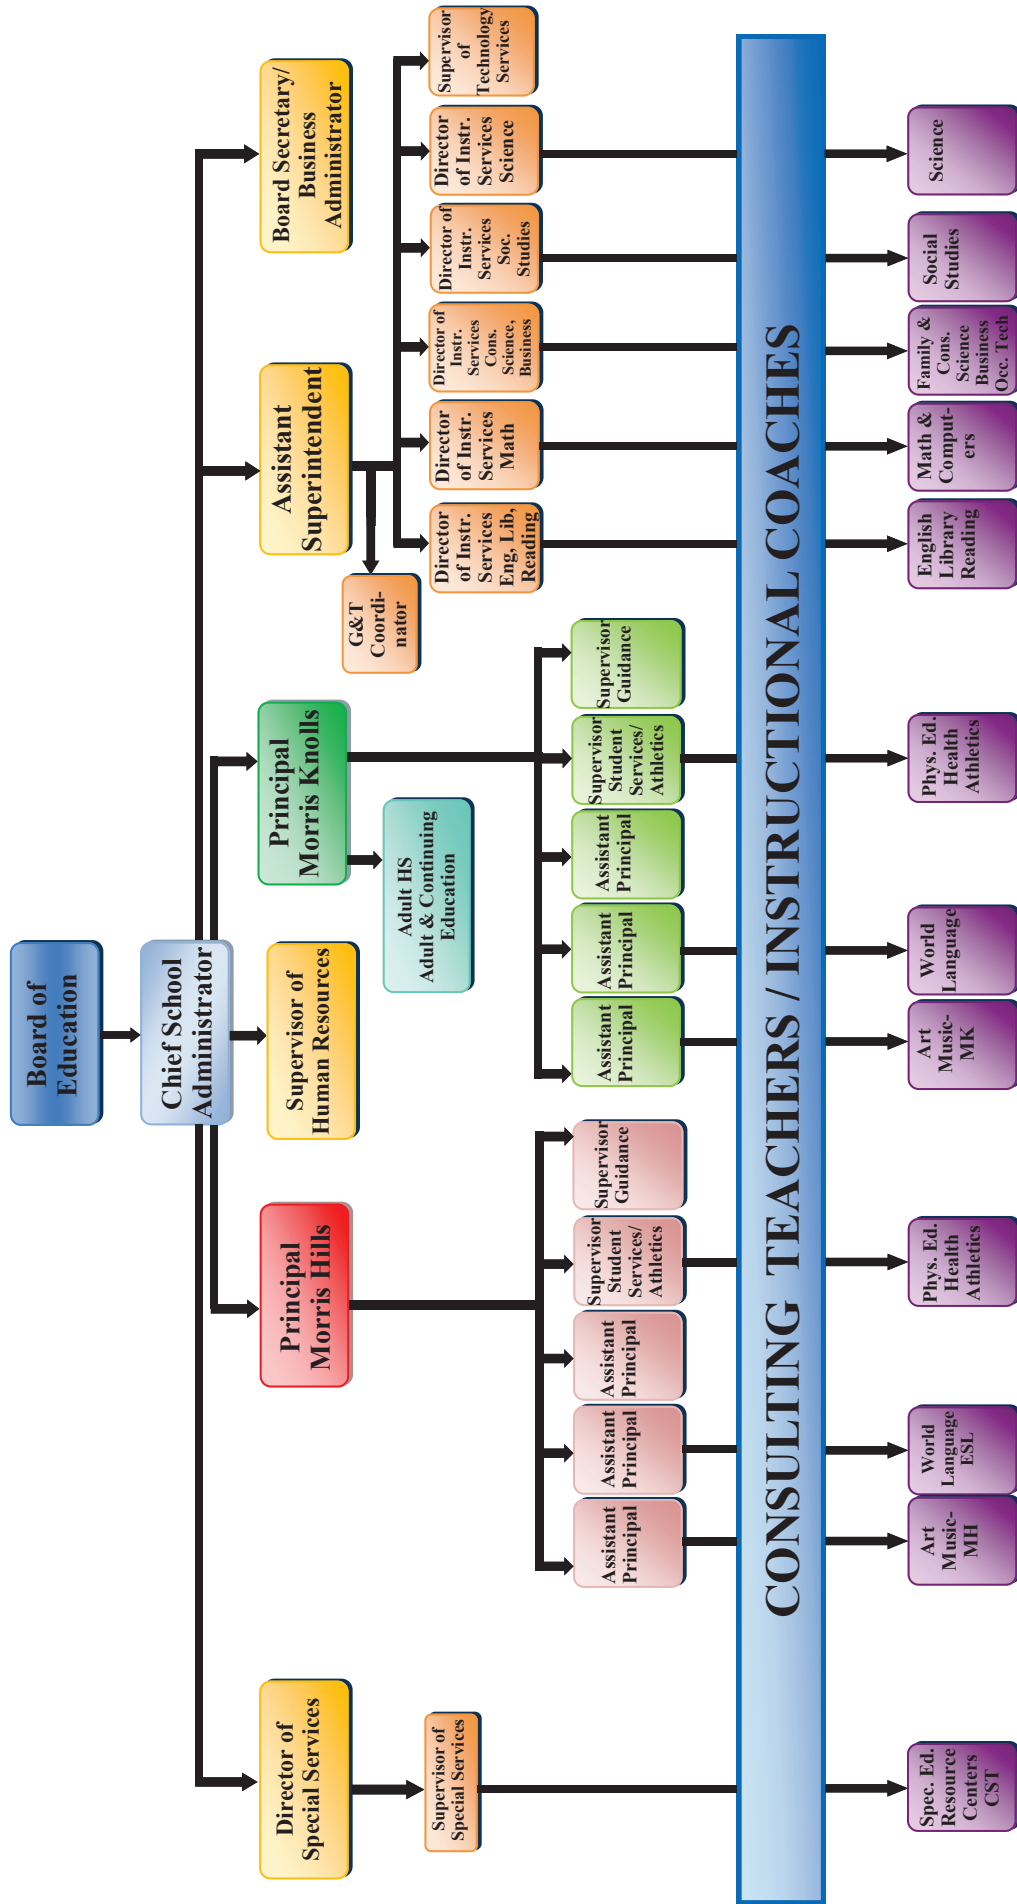 Board of
Education
Chief School
Administrator
Director of
Special Services
Principal
Morris Hills
Supervisor of
Human Resources
Principal
Morris Knolls
Assistant
Superintendent
Board Secretary/
Business
Administrator
G&T
Coordi-
nator
Adult HS
Adult & Continuing
Education
Supervisor of
Special Services
Director
of Instr.
Services
Eng, Lib,
Reading
Director
of Instr.
Services
Math
Director of
Instr.
Services
Cons.
Science,
Business
Director of
Instr.
Services
Soc.
Studies
Director
of Instr.
Services
Science
Supervisor
of
Technology
Services
Assistant
Principal
Assistant
Principal
Assistant
Principal
Supervisor
Student
Services/
Athletics
Supervisor
Guidance
Assistant
Principal
Assistant
Principal
Assistant
Principal
Supervisor
Student
Services/
Athletics
Supervisor
Guidance
CONSULTING TEACHERS / INSTRUCTIONAL COACHES
Spec. Ed.
Resource
Centers
CST
Art
Music-
MH
World
Language
ESL
Phys. Ed.
Health
Athletics
Art
Music-
MK
World
Language
Phys. Ed.
Health
Athletics
English
Library
Reading
Math &
Comput-
ers
Family &
Cons.
Science
Business
Occ. Tech
Social
Studies
Science